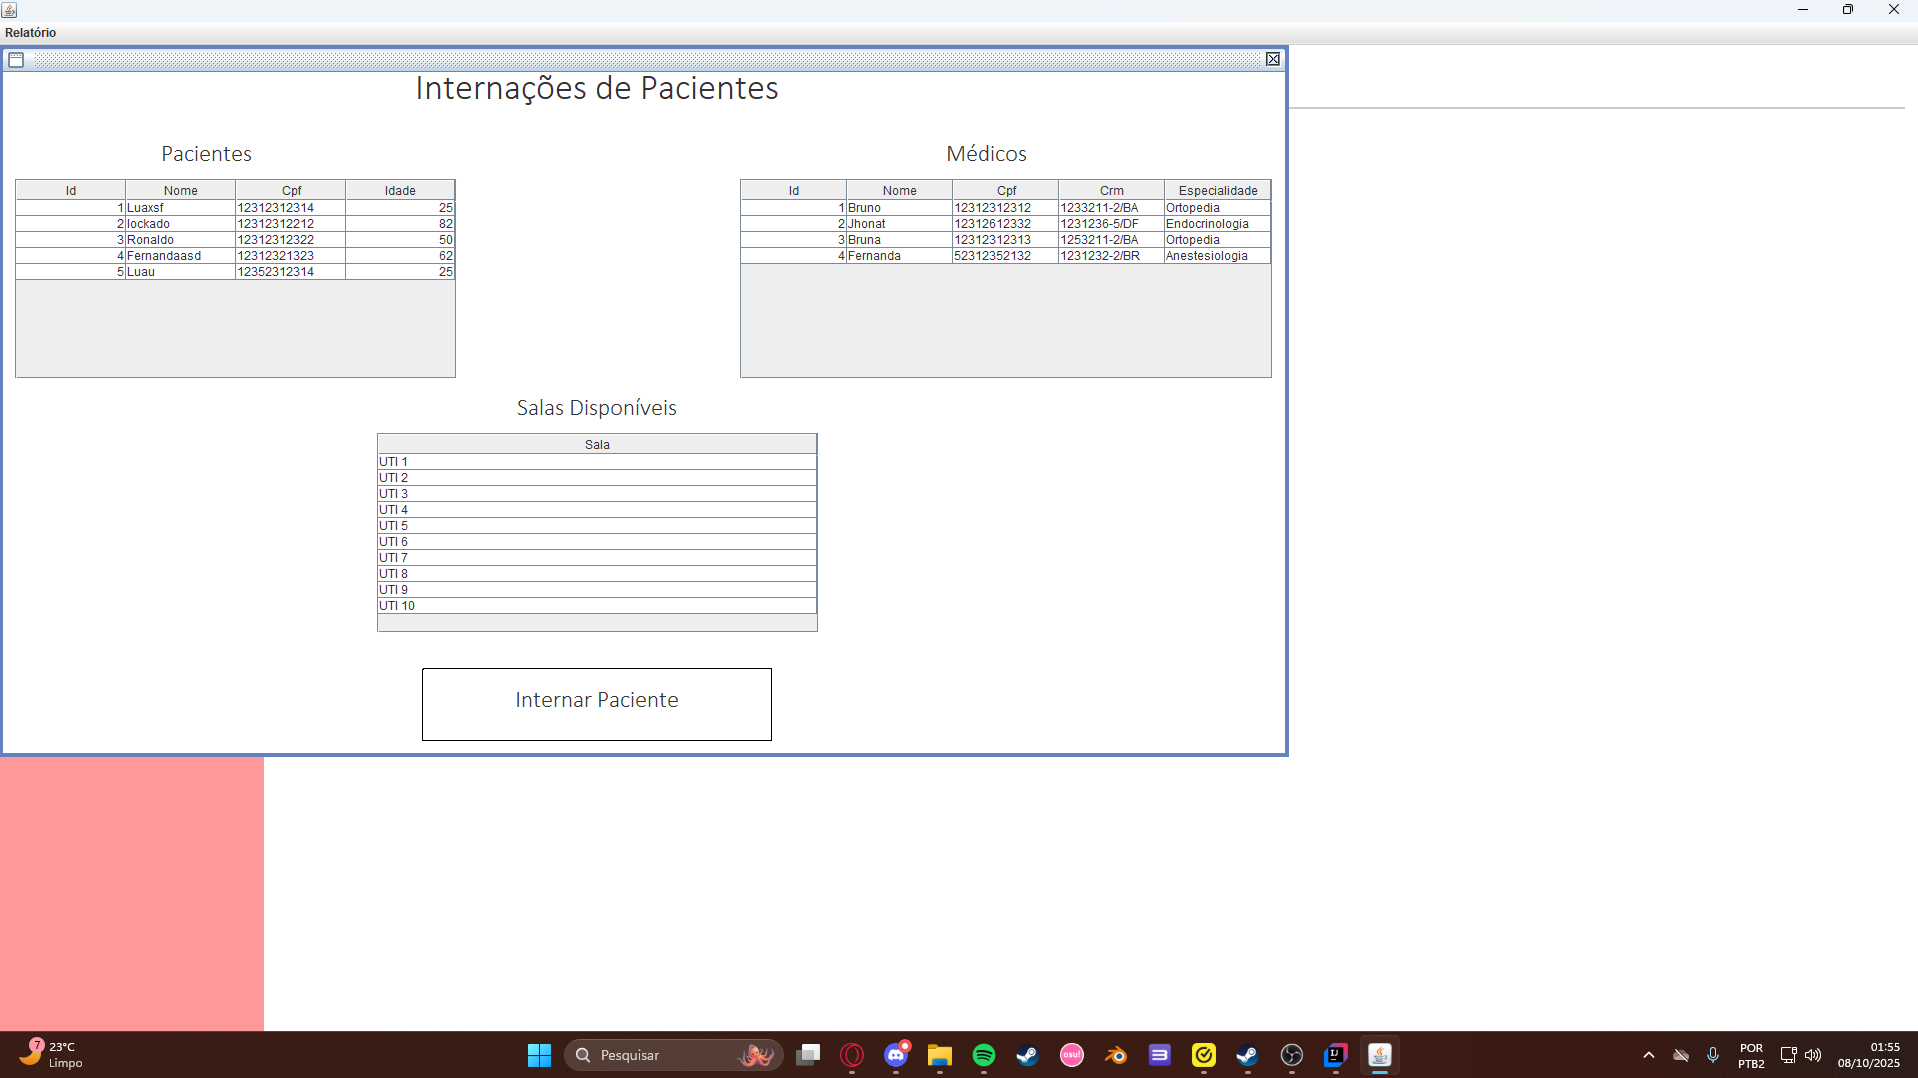 Relatório
Internações de Pacientes
Pacientes
Id Nome Cpf Idade
1 Luaxsf 12312312314 25
2 lockado 12312312212 82
3 Ronaldo 12312312322 50
4 Fernandaasd 12312321323 62
5 Luau 12352312314 25
Médicos
Id Nome Cpf Crm Especialidade
1 Bruno 12312312312 1233211-2/BA Ortopedia
2 Jhonat 12312612332 1231236-5/DF Endocrinologia
3 Bruna 12312312313 1253211-2/BA Ortopedia
4 Fernanda 52312352132 1231232-2/BR Anestesiologia
Salas Disponíveis
Sala
UTI 1
UTI 2
UTI 3
UTI 4
UTI 5
UTI 6
UTI 7
UTI 8
UTI 9
UTI 10
Internar Paciente
7
23°C
Limpo
Pesquisar
osu!
IJ
POR
PTB2
01:55
08/10/2025